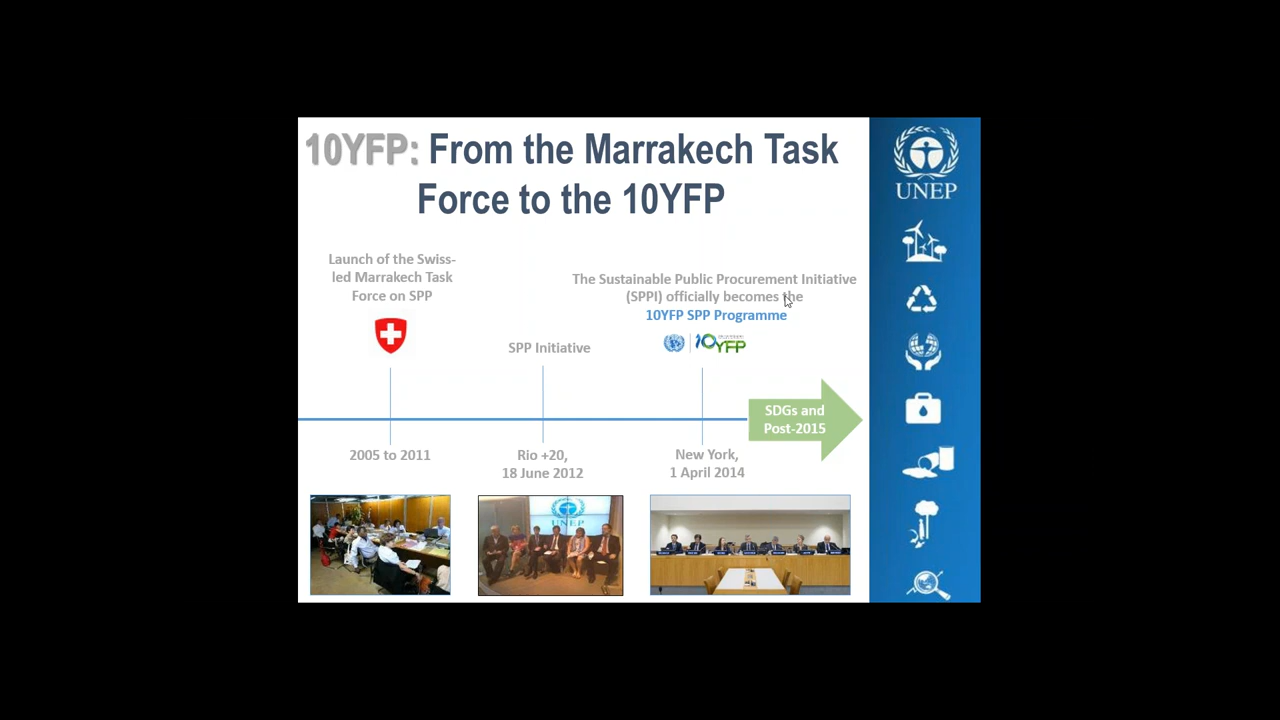 10YFP: From the Marrakech Task
Force to the 10YFP
UNEP
Launch of the Swiss-
led Marrakech Task
Force on SPP
The Sustainable Public Procurement Initiative
(SPPI) officially becomes the
10YFP SPP Programme
SPP Initiative
10YFP
SDGs and
Post-2015
2005 to 2011
Rio +20,
18 June 2012
New York,
1 April 2014
UNEP